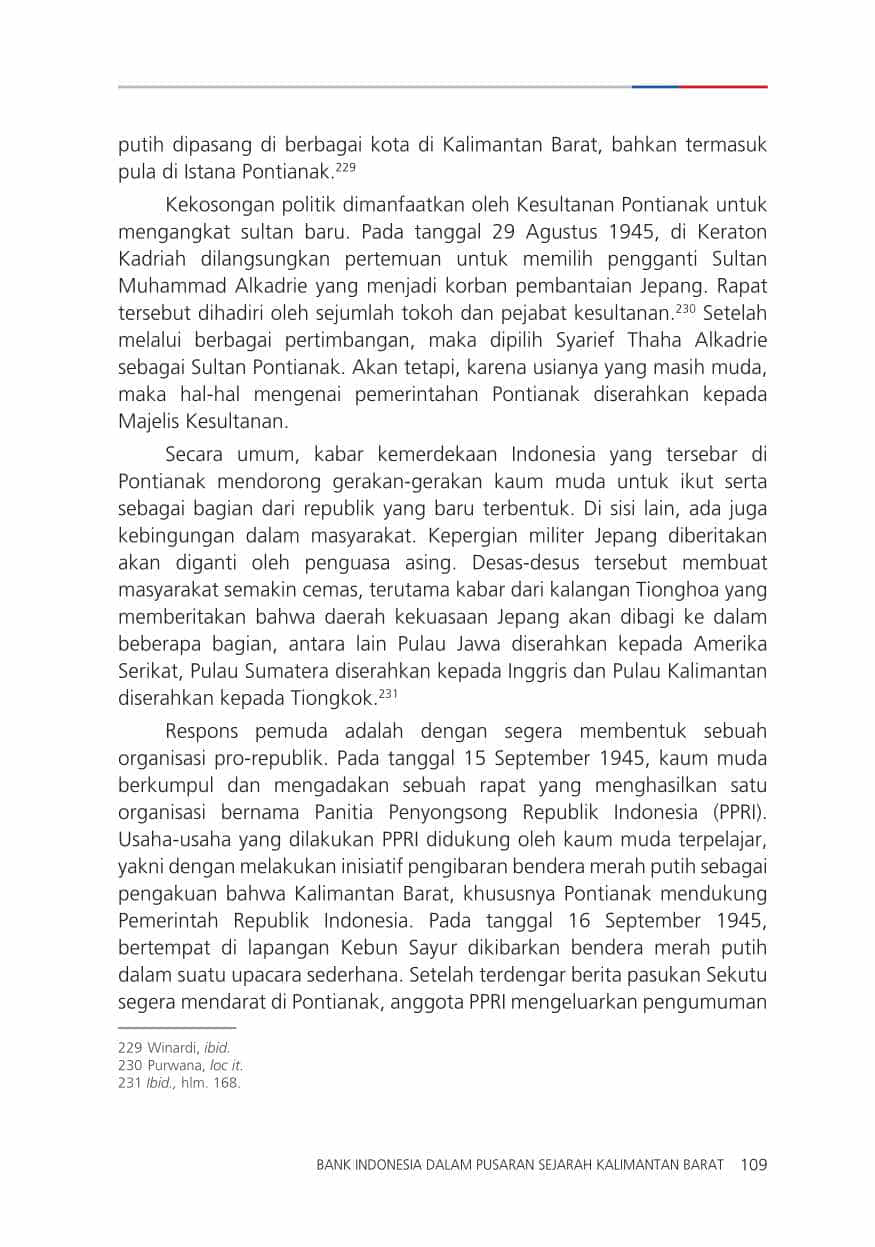 putih dipasang di berbagai kota di Kalimantan Barat, bahkan termasuk
pula di Istana Pontianak.229
Kekosongan politik dimanfaatkan oleh Kesultanan Pontianak untuk
mengangkat sultan baru. Pada tanggal 29 Agustus 1945, di Keraton
Kadriah dilangsungkan pertemuan untuk memilih pengganti Sultan
Muhammad Alkadrie yang menjadi korban pembantaian Jepang. Rapat
tersebut dihadiri oleh sejumlah tokoh dan pejabat kesultanan.230 Setelah
melalui berbagai pertimbangan, maka dipilih Syarief Thaha Alkadrie
sebagai Sultan Pontianak. Akan tetapi, karena usianya yang masih muda,
maka hal-hal mengenai pemerintahan Pontianak diserahkan kepada
Majelis Kesultanan.
Secara umum, kabar kemerdekaan Indonesia yang tersebar di
Pontianak mendorong gerakan-gerakan kaum muda untuk ikut serta
sebagai bagian dari republik yang baru terbentuk. Di sisi lain, ada juga
kebingungan dalam masyarakat. Kepergian militer Jepang diberitakan
akan diganti oleh penguasa asing. Desas-desus tersebut membuat
masyarakat semakin cemas, terutama kabar dari kalangan Tionghoa yang
memberitakan bahwa daerah kekuasaan Jepang akan dibagi ke dalam
beberapa bagian, antara lain Pulau Jawa diserahkan kepada Amerika
Serikat, Pulau Sumatera diserahkan kepada Inggris dan Pulau Kalimantan
diserahkan kepada Tiongkok.231
Respons pemuda adalah dengan segera membentuk sebuah
organisasi pro-republik. Pada tanggal 15 September 1945, kaum muda
berkumpul dan mengadakan sebuah rapat yang menghasilkan satu
organisasi bernama Panitia Penyongsong Republik Indonesia (PPRI).
Usaha-usaha yang dilakukan PPRI didukung oleh kaum muda terpelajar,
yakni dengan melakukan inisiatif pengibaran bendera merah putih sebagai
pengakuan bahwa Kalimantan Barat, khususnya Pontianak mendukung
Pemerintah Republik Indonesia. Pada tanggal 16 September 1945,
bertempat di lapangan Kebun Sayur dikibarkan bendera merah putih
dalam suatu upacara sederhana. Setelah terdengar berita pasukan Sekutu
segera mendarat di Pontianak, anggota PPRI mengeluarkan pengumuman
229 Winardi, ibid.
230 Purwana, loc it.
231 Ibid., hlm. 168.
BANK INDONESIA DALAM PUSARAN SEJARAH KALIMANTAN BARAT 109